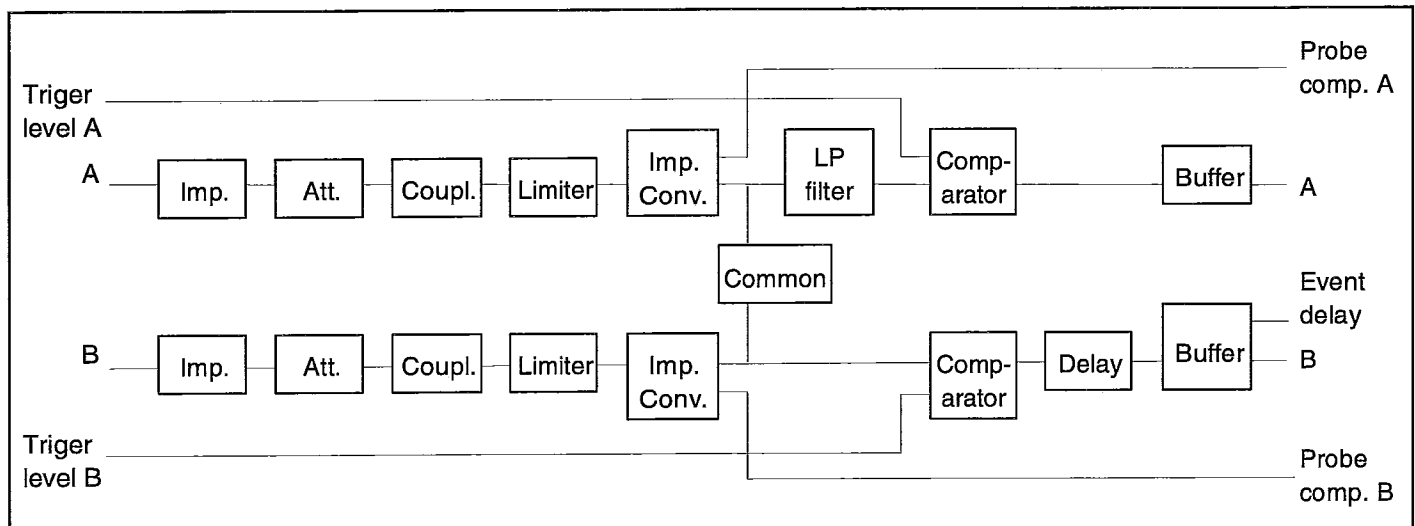 Probe
comp. A
Triger
level A
A
Imp.
Att.
Coupl.
Limiter
Imp.
Conv.
LP
filter
Comp-
arator
Buffer
A
Common
Event
delay
B
Imp.
Att.
Coupl.
Limiter
Imp.
Conv.
Comp-
arator
Delay
Buffer
B
Triger
level B
Probe
comp. B